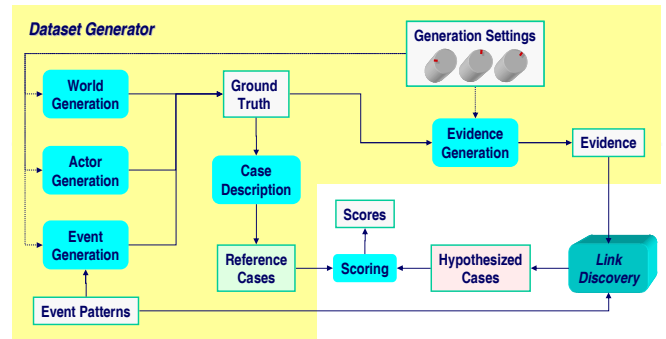 Dataset Generator
Generation Settings
World
Generation
Ground
Truth
Evidence
Generation
Evidence
Actor
Generation
Case
Description
Scores
Event
Generation
Reference
Cases
Scoring
Hypothesized
Cases
Link
Discovery
Event Patterns